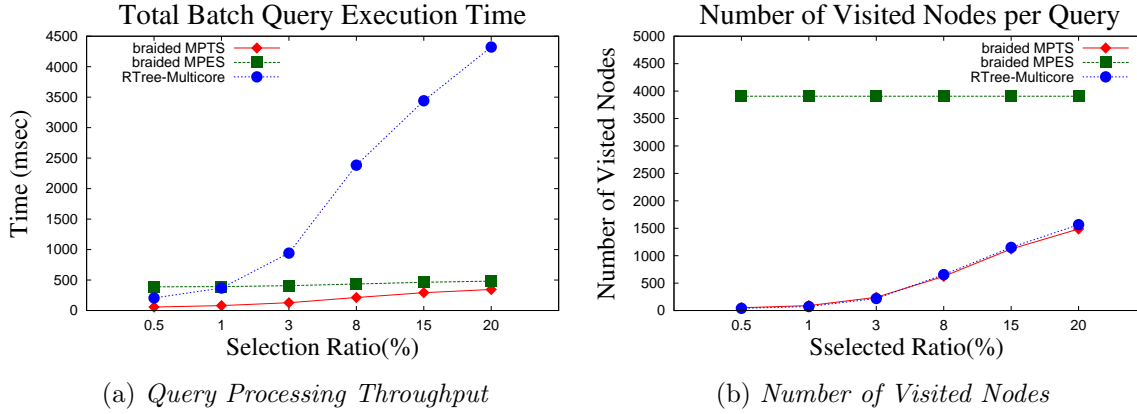 Total Batch Query Execution Time
4500
4000
3500
3000
2500
2000
1500
1000
500
0
Time (msec)
braided MPTS
braided MPES
RTree-Multicore
0.5 1 3 8 15 20
Selection Ratio(%)
(a) Query Processing Throughput
Number of Visited Nodes per Query
5000
4500
4000
3500
3000
2500
2000
1500
1000
500
0
Number of Visted Nodes
braided MPTS
braided MPES
RTree-Multicore
0.5 1 3 8 15 20
Sselected Ratio(%)
(b) Number of Visited Nodes